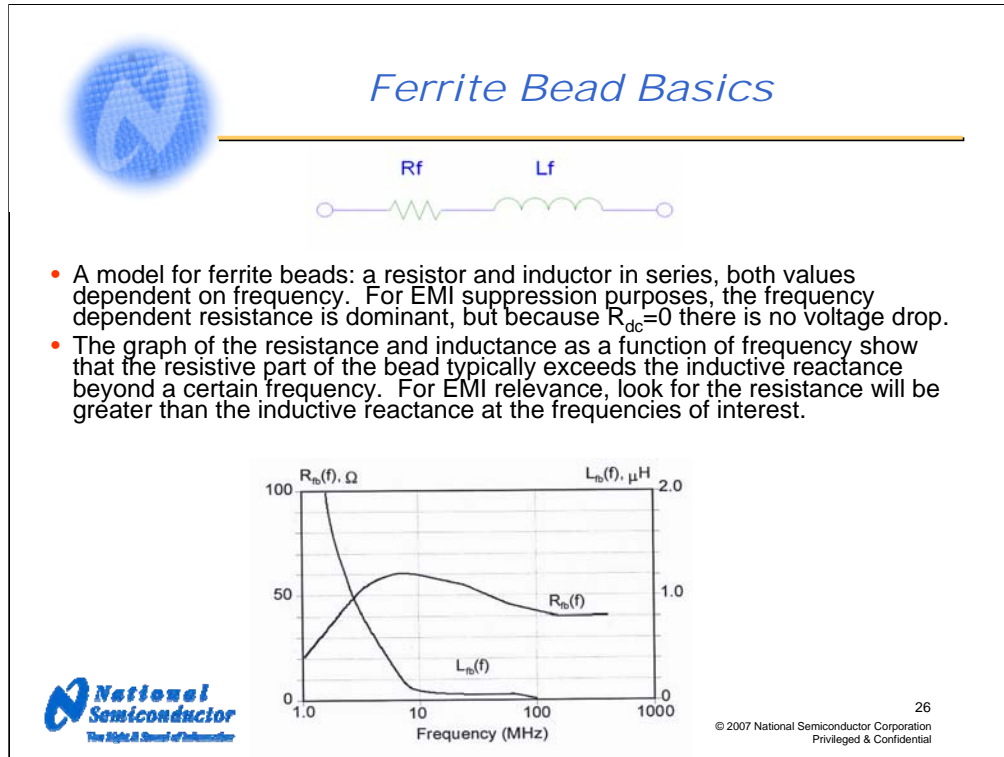 Ferrite Bead Basics
Rf Lf
• A model for ferrite beads: a resistor and inductor in series, both values
dependent on frequency. For EMI suppression purposes, the frequency
dependent resistance is dominant, but because Rdc=0 there is no voltage drop.
• The graph of the resistance and inductance as a function of frequency show
that the resistive part of the bead typically exceeds the inductive reactance
beyond a certain frequency. For EMI relevance, look for the resistance will be
greater than the inductive reactance at the frequencies of interest.
Rfb(f), Ω Lfb(f), µH
100 2.0
50 1.0
Rfb(f)
Lfb(f)
0 0
1.0 10 100 1000
Frequency (MHz)
National
Semiconductor
The Sight & Sound of Information
26
© 2007 National Semiconductor Corporation
Privileged & Confidential